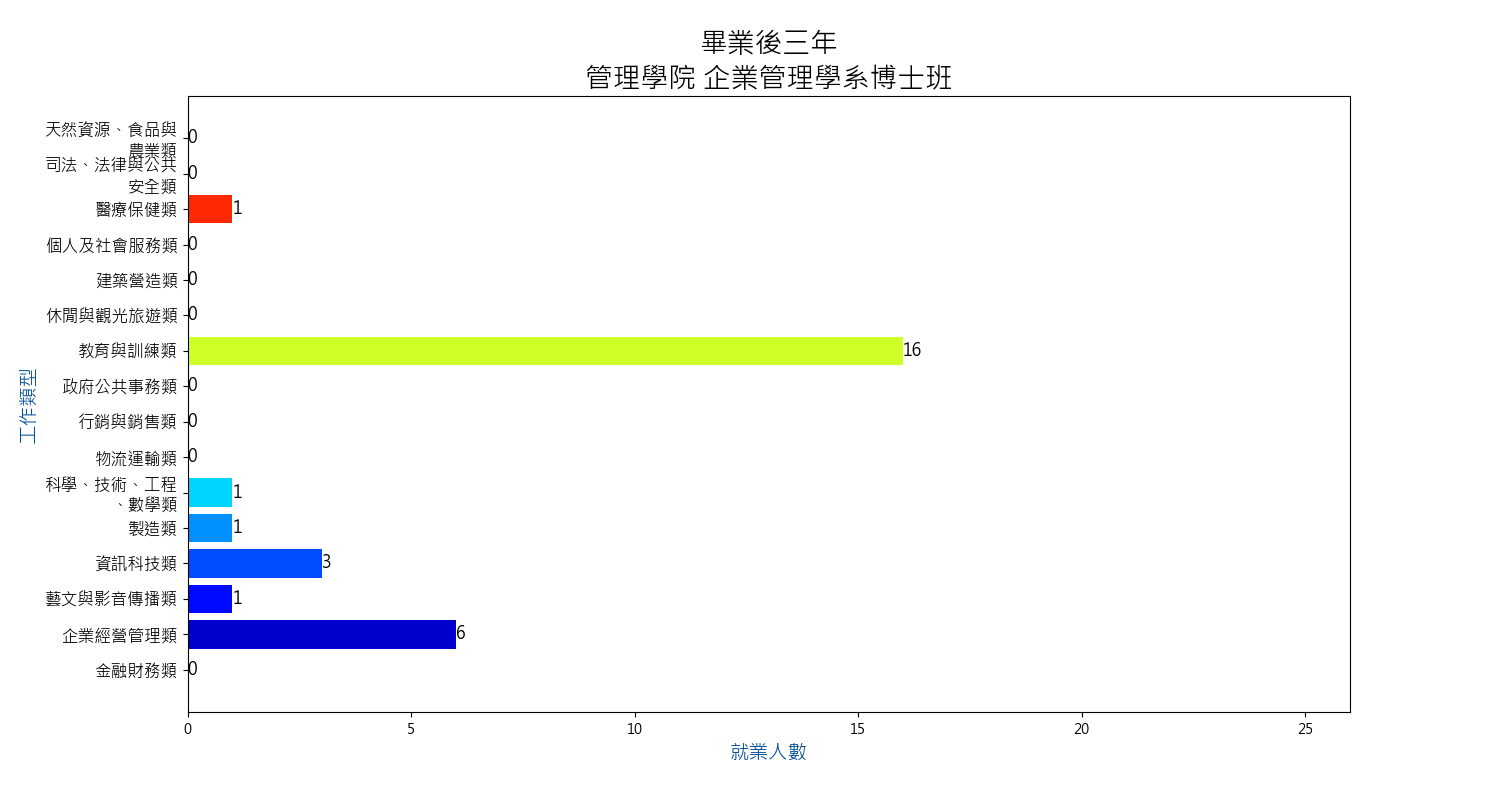 畢業後三年
管理學院 企業管理學系博士班
天然資源、食品與
農業類
0
司法、法律與公共
安全類
0
醫療保健類
1
個人及社會服務類
0
建築營造類
0
休閒與觀光旅遊類
0
教育與訓練類
16
政府公共事務類
0
行銷與銷售類
0
物流運輸類
0
科學、技術、工程
、數學類
1
製造類
1
資訊科技類
3
藝文與影音傳播類
1
企業經營管理類
6
金融財務類
0
工作類型
0 5 10 15 20 25
就業人數